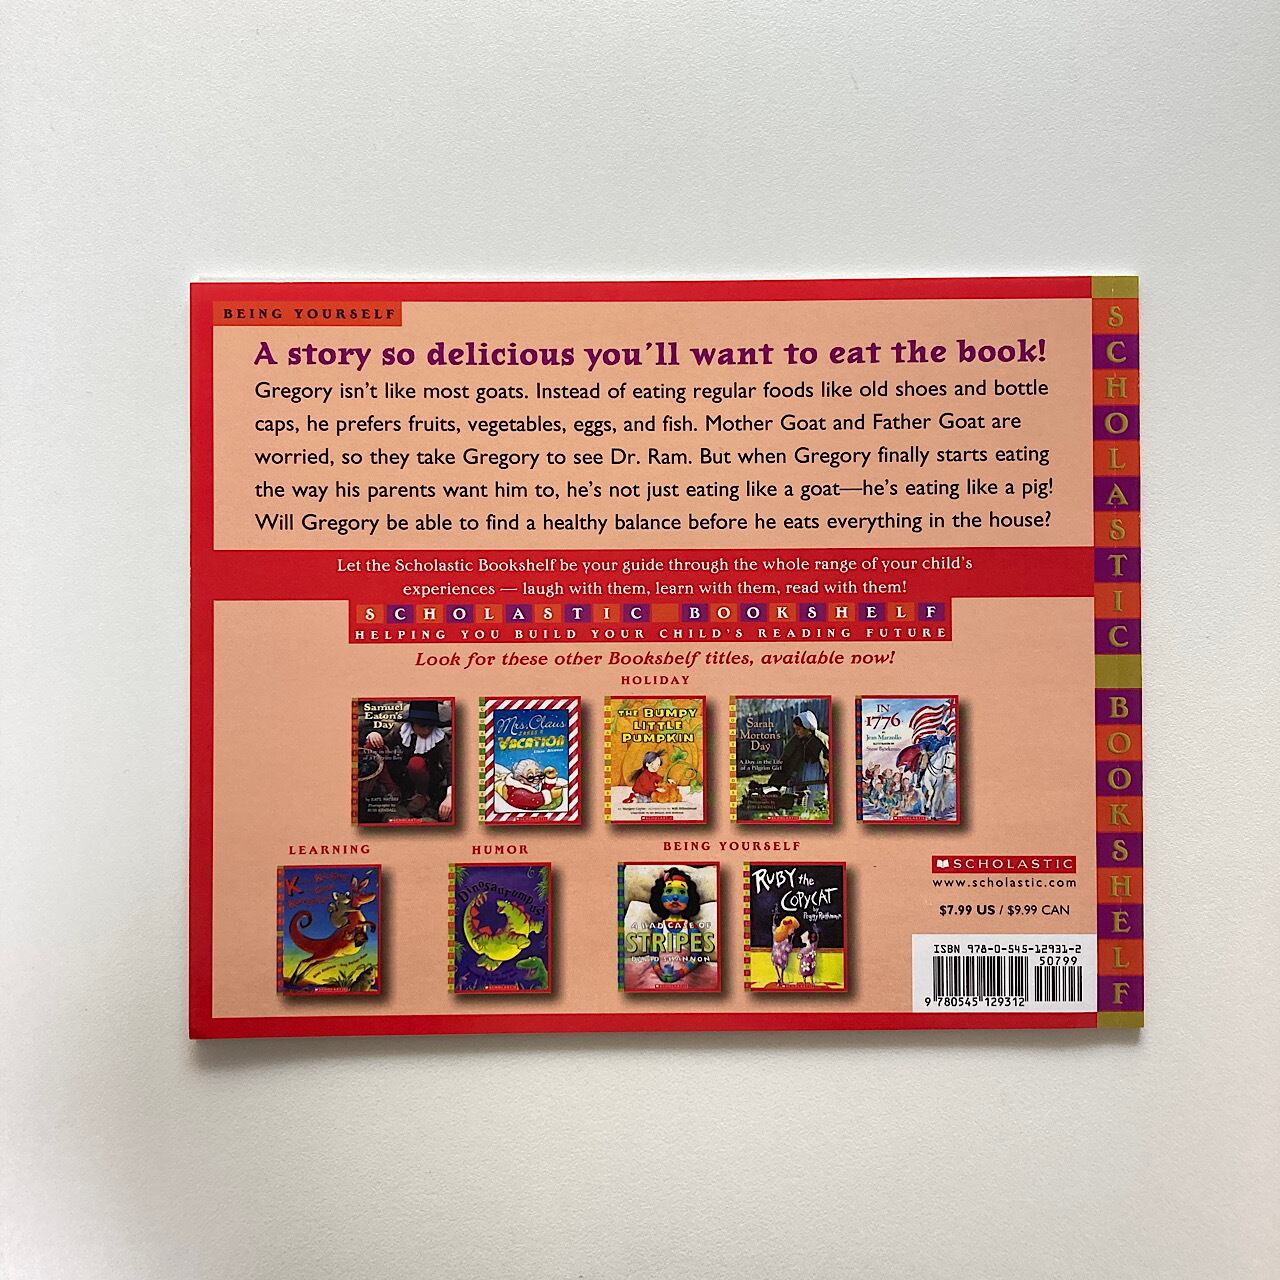 BEING YOURSELF
A story so delicious you'll want to eat the book!
Gregory isn't like most goats. Instead of eating regular foods like old shoes and bottle
caps, he prefers fruits, vegetables, eggs, and fish. Mother Goat and Father Goat are
worried, so they take Gregory to see Dr. Ram. But when Gregory finally starts eating
the way his parents want him to, he's not just eating like a goat—he's eating like a pig!
Will Gregory be able to find a healthy balance before he eats everything in the house?
Let the Scholastic Bookshelf be your guide through the whole range of your child's
experiences — laugh with them, learn with them, read with them!
SCHOLASTIC BOOKSHELF
HELPING YOU BUILD YOUR CHILD'S READING FUTURE
Look for these other Bookshelf titles, available now!
HOLIDAY
Samuel
Eaton's
Day
A Day in the Life
of a Pilgrim Boy
Mrs. Claus
TAKES A
VACATION
THE BUMPY
LITTLE
PUMPKIN
Sarah
Morton's
Day
A Day in the Life
of a Pilgrim Girl
IN
1776
Jean Marzollo
LEARNING
HUMOR
BEING YOURSELF
K
Dinosaurumpus!
A BAD CASE OF
STRIPES
DAVID SHANNON
RUBY the
COPYCAT
by
Peggy Rathmann
SCHOLASTIC
www.scholastic.com
$7.99 US / $9.99 CAN
ISBN 978-0-545-12931-2
50799
9 780545 129312
SCHOLASTIC BOOKSHELF